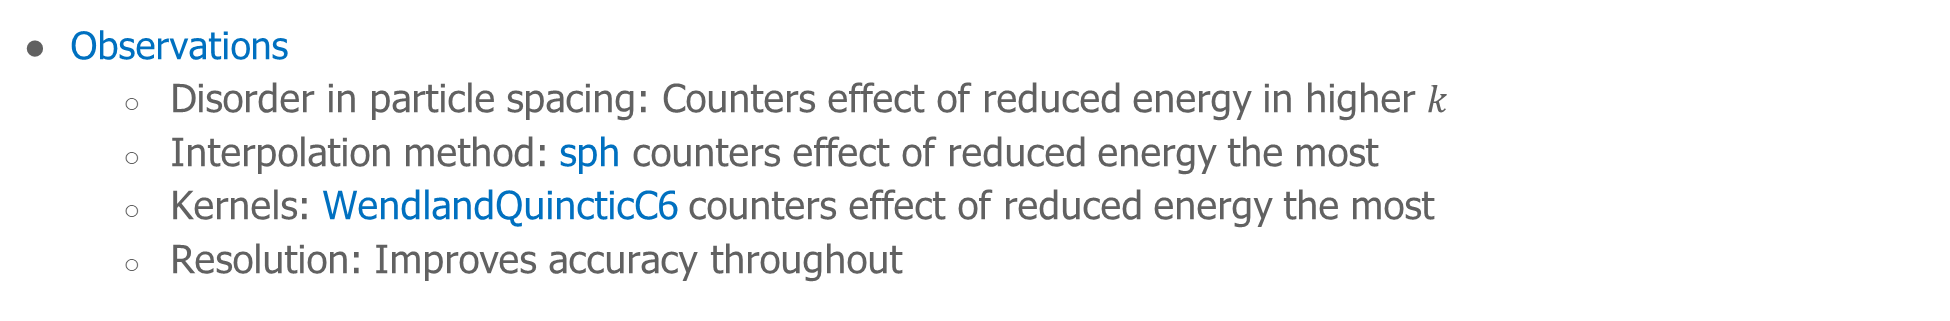 ● Observations
○ Disorder in particle spacing: Counters effect of reduced energy in higher k
○ Interpolation method: sph counters effect of reduced energy the most
○ Kernels: WendlandQuincticC6 counters effect of reduced energy the most
○ Resolution: Improves accuracy throughout